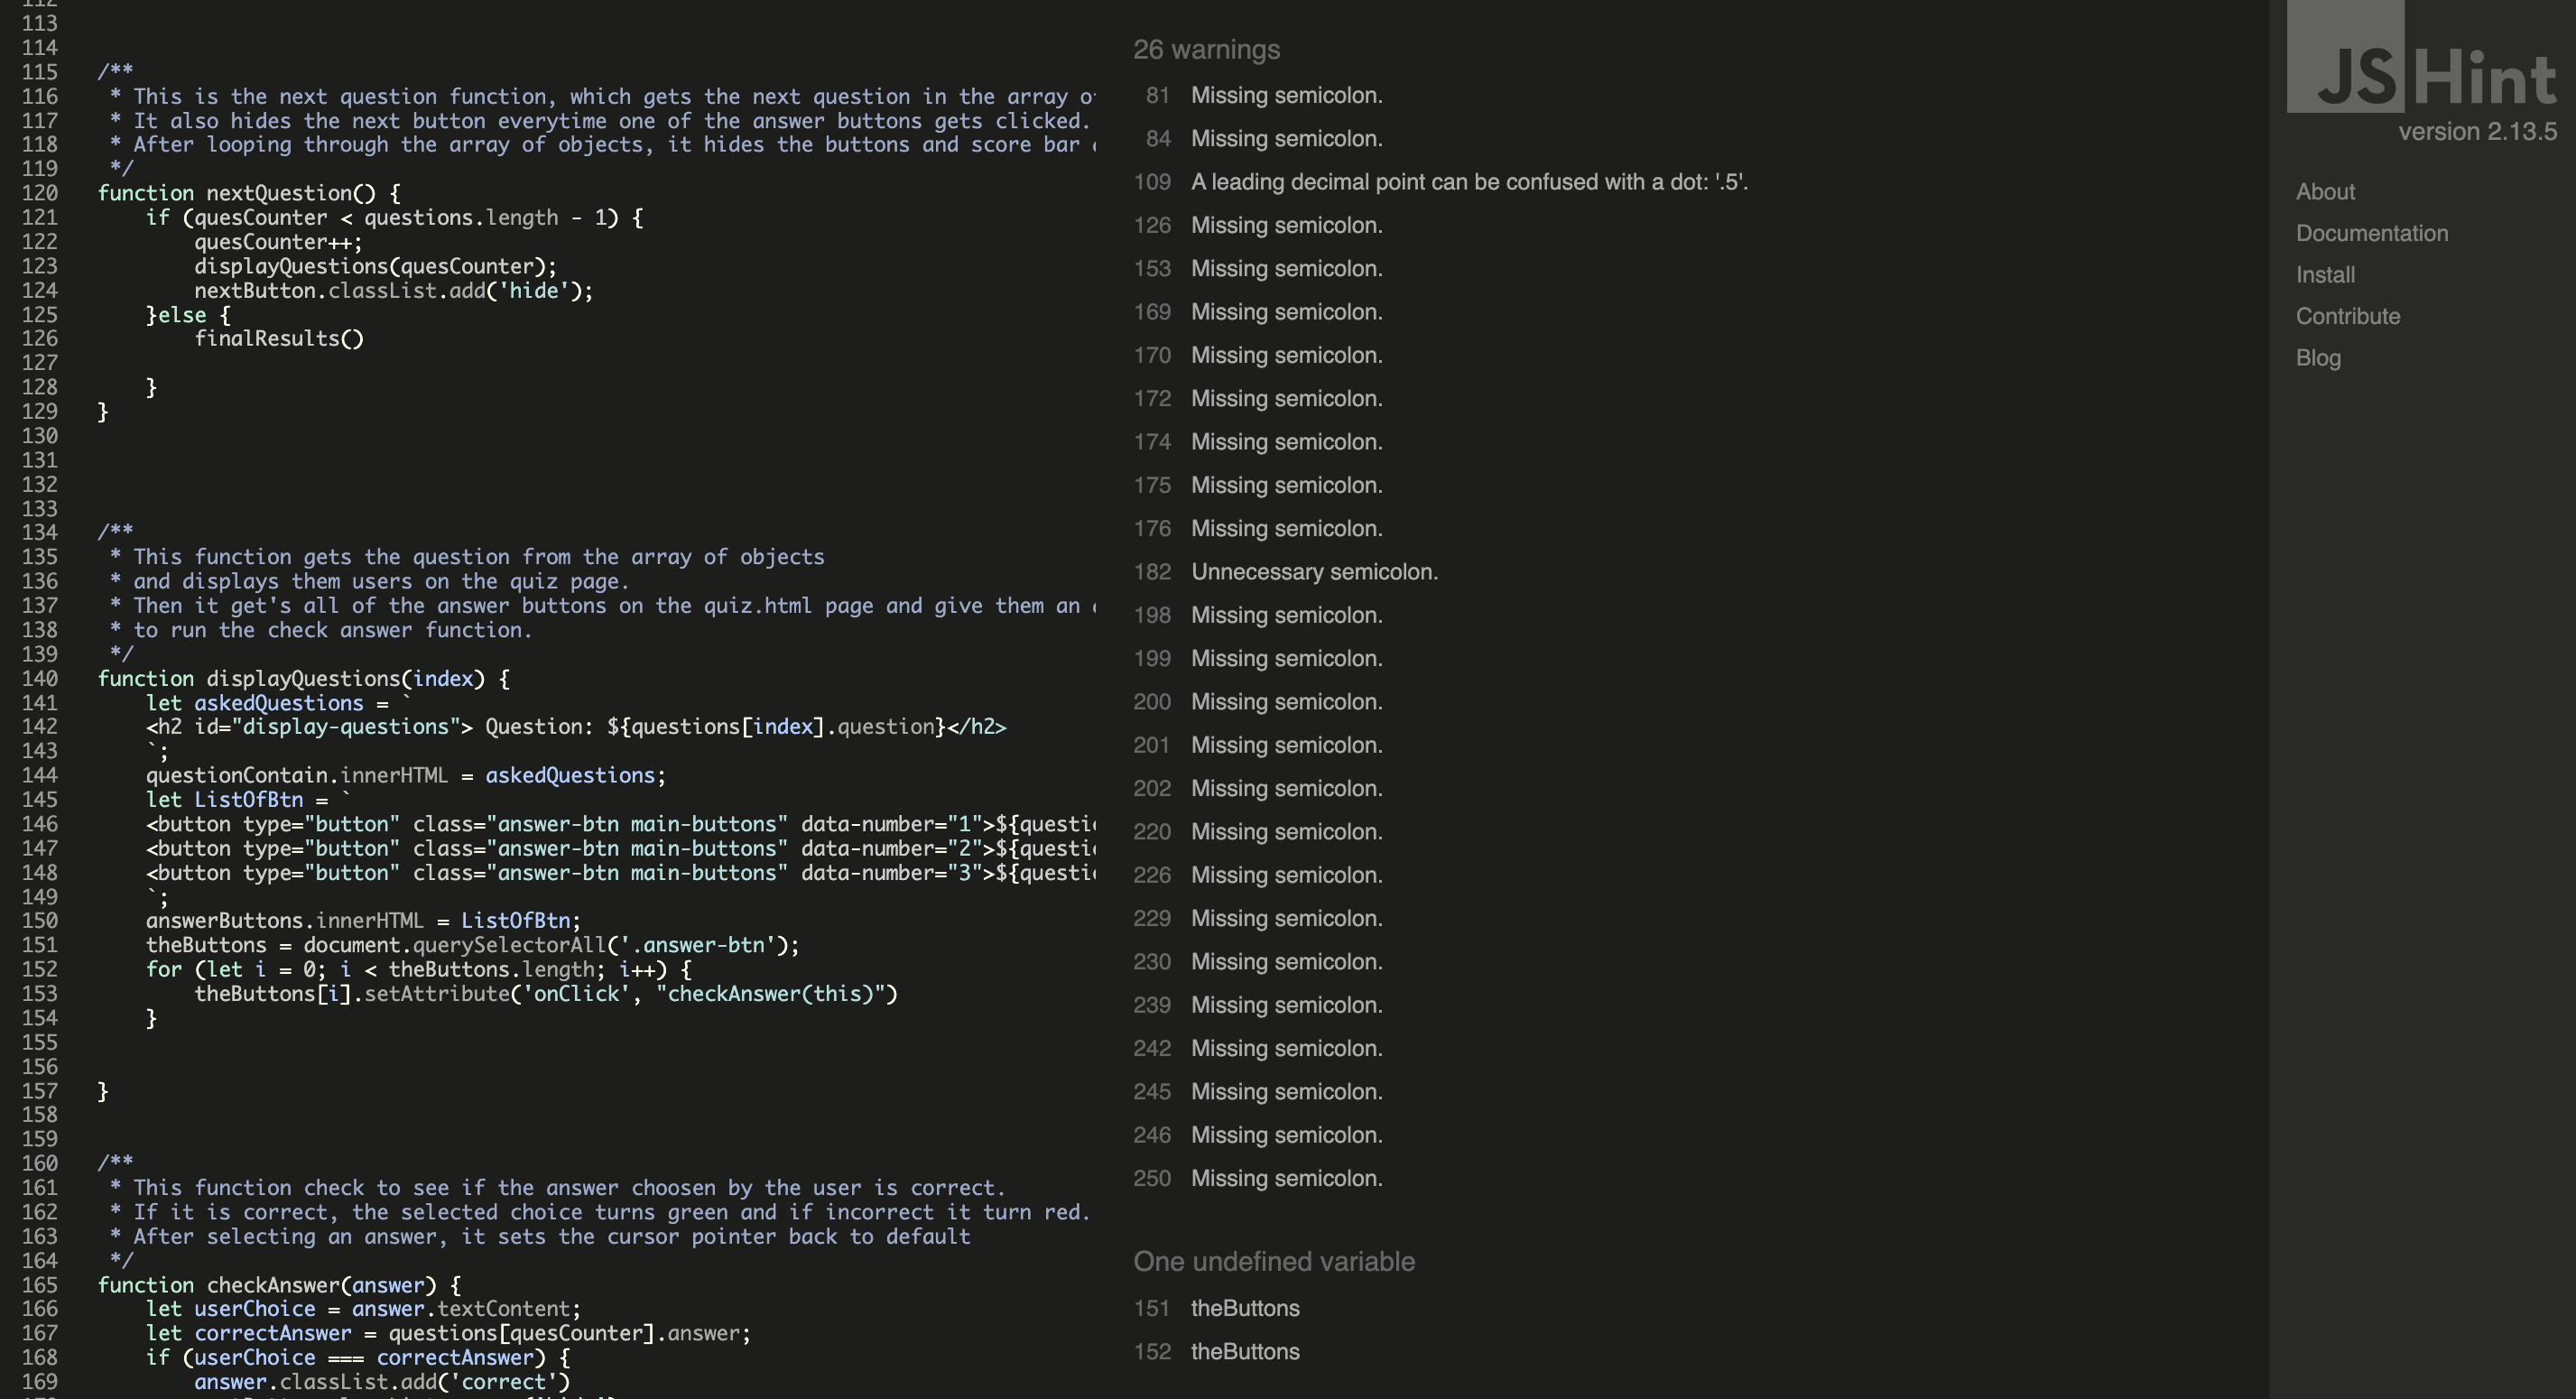 112
113
114
115 /**
116 * This is the next question function, which gets the next question in the array
117 * It also hides the next button everytime one of the answer buttons gets clicked.
118 * After looping through the array of objects, it hides the buttons and score bar
119 */
120 function nextQuestion() {
121 if (quesCounter < questions.length - 1) {
122 quesCounter++;
123 displayQuestions(quesCounter);
124 nextButton.classList.add('hide');
125 }else {
126 finalResults()
127
128 }
129 }
130
131
132
133
134 /**
135 * This function gets the question from the array of objects
136 * and displays them users on the quiz page.
137 * Then it get's all of the answer buttons on the quiz.html page and give them an
138 * to run the check answer function.
139 */
140 function displayQuestions(index) {
141 let askedQuestions = `
142 <h2 id="display-questions"> Question: ${questions[index].question}</h2>
143 `;
144 questionContain.innerHTML = askedQuestions;
145 let ListOfBtn = `
146 <button type="button" class="answer-btn main-buttons" data-number="1">${questi
147 <button type="button" class="answer-btn main-buttons" data-number="2">${questi
148 <button type="button" class="answer-btn main-buttons" data-number="3">${questi
149 `;
150 answerButtons.innerHTML = ListOfBtn;
151 theButtons = document.querySelectorAll('.answer-btn');
152 for (let i = 0; i < theButtons.length; i++) {
153 theButtons[i].setAttribute('onClick', "checkAnswer(this)")
154 }
155
156
157 }
158
159
160 /**
161 * This function check to see if the answer choosen by the user is correct.
162 * If it is correct, the selected choice turns green and if incorrect it turn red.
163 * After selecting an answer, it sets the cursor pointer back to default
164 */
165 function checkAnswer(answer) {
166 let userChoice = answer.textContent;
167 let correctAnswer = questions[quesCounter].answer;
168 if (userChoice === correctAnswer) {
169 answer.classList.add('correct')
26 warnings
81 Missing semicolon.
84 Missing semicolon.
109 A leading decimal point can be confused with a dot: '.5'.
126 Missing semicolon.
153 Missing semicolon.
169 Missing semicolon.
170 Missing semicolon.
172 Missing semicolon.
174 Missing semicolon.
175 Missing semicolon.
176 Missing semicolon.
182 Unnecessary semicolon.
198 Missing semicolon.
199 Missing semicolon.
200 Missing semicolon.
201 Missing semicolon.
202 Missing semicolon.
220 Missing semicolon.
226 Missing semicolon.
229 Missing semicolon.
230 Missing semicolon.
239 Missing semicolon.
242 Missing semicolon.
245 Missing semicolon.
246 Missing semicolon.
250 Missing semicolon.
One undefined variable
151 theButtons
152 theButtons
JSHint
version 2.13.5
About
Documentation
Install
Contribute
Blog